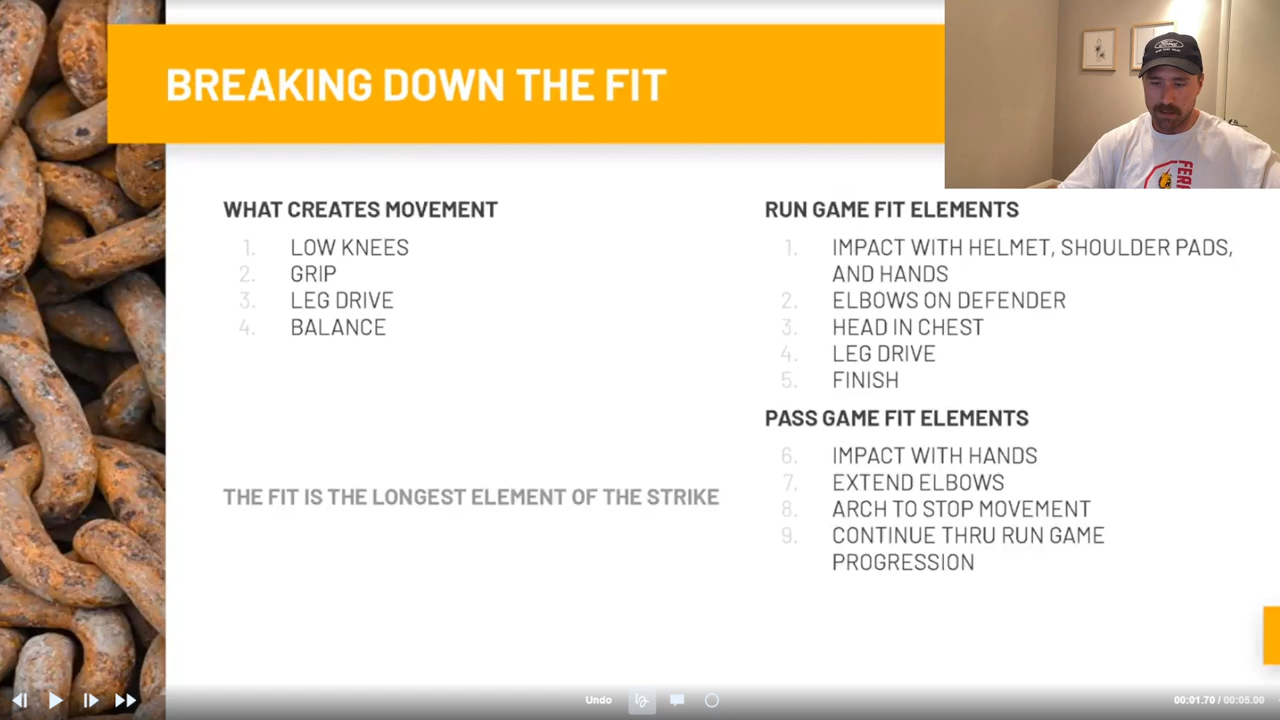 BREAKING DOWN THE FIT
WHAT CREATES MOVEMENT
1. LOW KNEES
2. GRIP
3. LEG DRIVE
4. BALANCE
THE FIT IS THE LONGEST ELEMENT OF THE STRIKE
RUN GAME FIT ELEMENTS
1. IMPACT WITH HELMET, SHOULDER PADS,
AND HANDS
2. ELBOWS ON DEFENDER
3. HEAD IN CHEST
4. LEG DRIVE
5. FINISH
PASS GAME FIT ELEMENTS
6. IMPACT WITH HANDS
7. EXTEND ELBOWS
8. ARCH TO STOP MOVEMENT
9. CONTINUE THRU RUN GAME
PROGRESSION
Ford
FERR
Undo
00:01.70 / 00:05.00